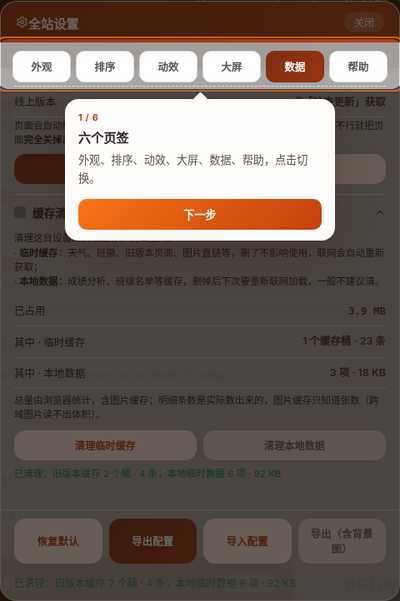 全站设置
关闭
外观
排序
动效
大屏
数据
帮助
线上版本
更新」获取
页面会自动
不行就把页
面完全关掉
1 / 6
六个页签
外观、排序、动效、大屏、数据、帮助，点击切
换。
下一步
缓存清
清理这台设备
· 临时缓存：天气、短链、旧版本页面、图片直链等，删了不影响使用，联网会自动重新
获取；
· 本地数据：成绩分析、班级名单等缓存，删掉后下次要重新联网加载，一般不建议清。
已占用
3.9 MB
其中 · 临时缓存
1 个缓存桶 · 23 条
其中 · 本地数据
3 项 · 18 KB
总量由浏览器统计，含图片缓存；明细条数是实际数出来的，图片缓存只知道张数（跨
域图片读不出体积）。
清理临时缓存
清理本地数据
已清理：旧版本缓存 2 个桶 · 4 条，本地临时数据 6 项 · 92 KB
恢复默认
导出配置
导入配置
导出（含背景
图）
已清理：旧版本缓存 2 个桶 · 4 条，本地临时数据 6 项 · 92 KB